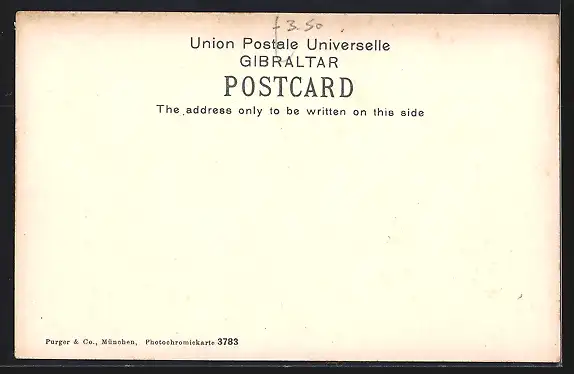 £3.50
Union Postale Universelle
GIBRALTAR
POSTCARD
The address only to be written on this side
Purger & Co., München, Photochromiekarte 3783